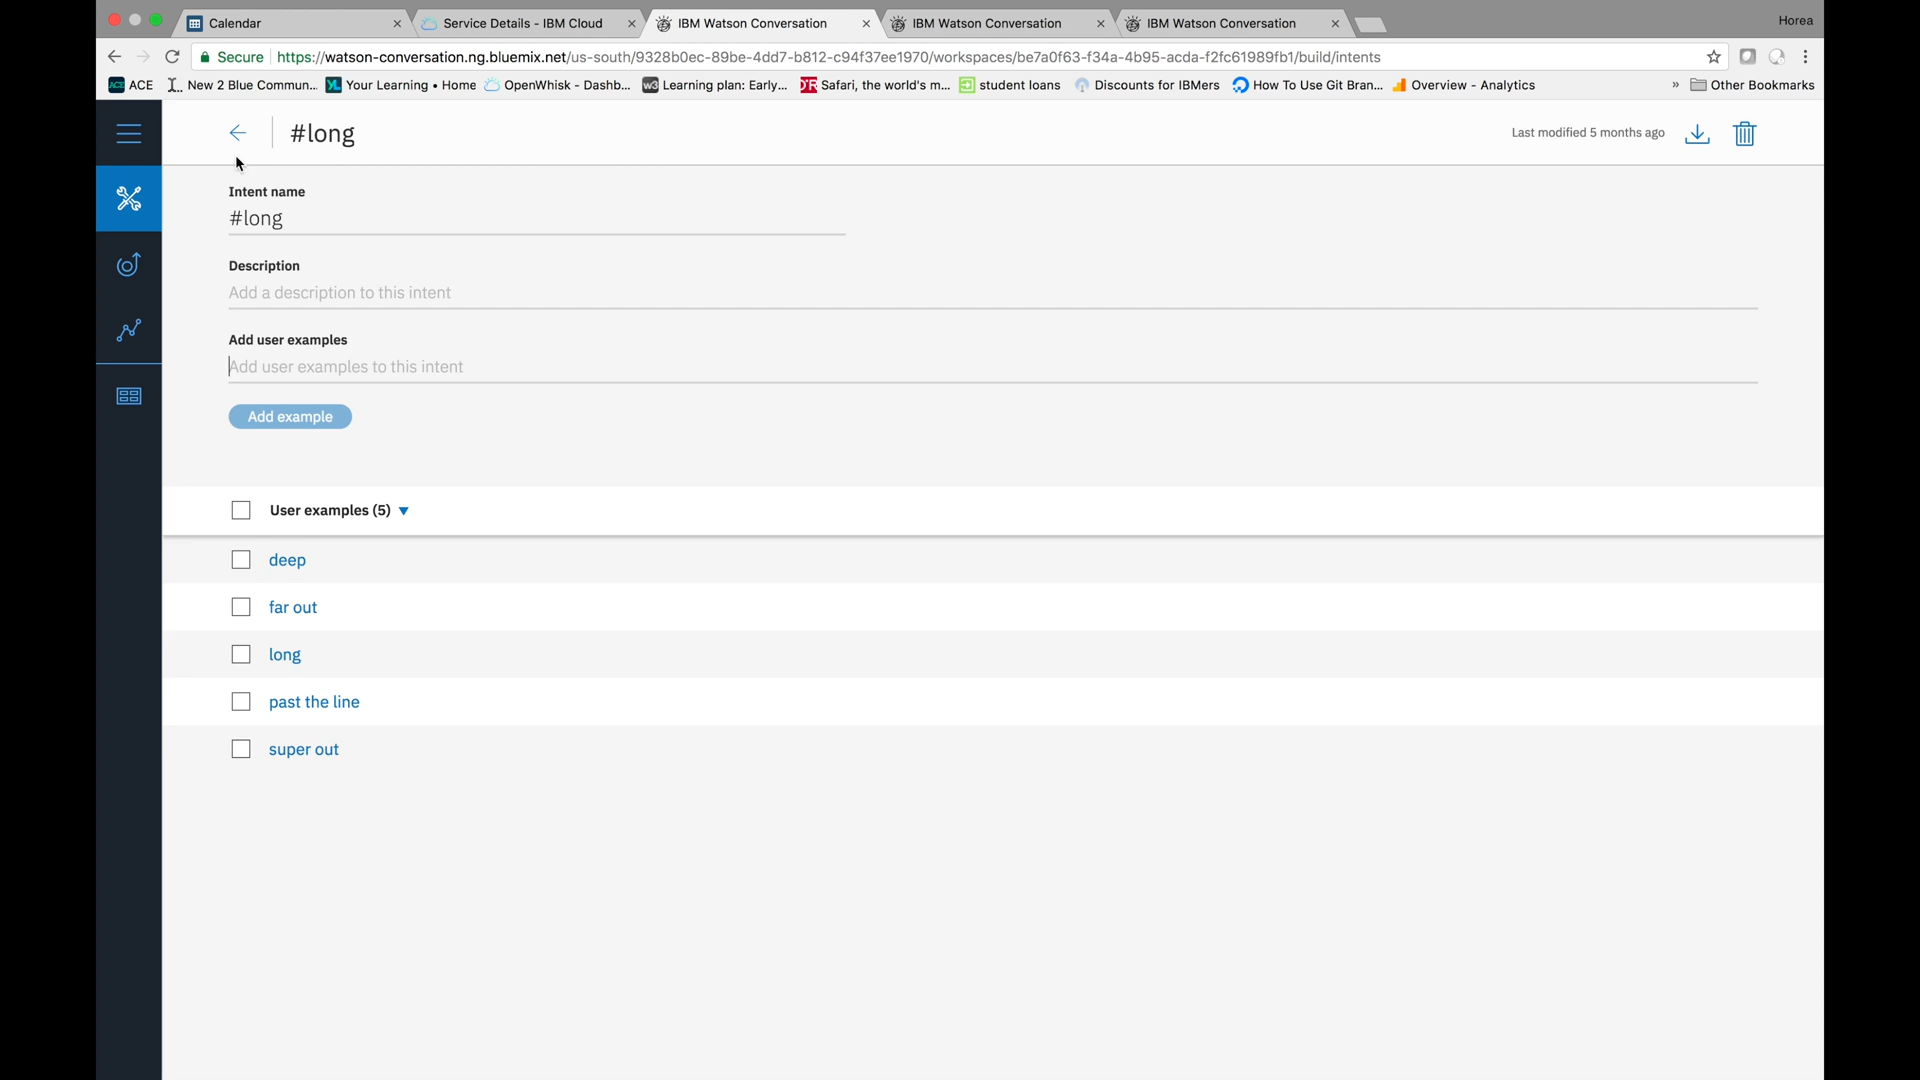 Calendar
Service Details - IBM Cloud
IBM Watson Conversation
IBM Watson Conversation
IBM Watson Conversation
Horea
Secure
https://watson-conversation.ng.bluemix.net/us-south/9328b0ec-89be-4dd7-b812-c94f37ee1970/workspaces/be7a0f63-f34a-4b95-acda-f2fc61989fb1/build/intents
ACE
New 2 Blue Commun...
YL Your Learning • Home
OpenWhisk - Dashb...
w3 Learning plan: Early...
Safari, the world's m...
student loans
Discounts for IBMers
How To Use Git Bran...
Overview - Analytics
»
Other Bookmarks
#long
Last modified 5 months ago
Intent name
#long
Description
Add a description to this intent
Add user examples
Add user examples to this intent
Add example
User examples (5)
deep
far out
long
past the line
super out